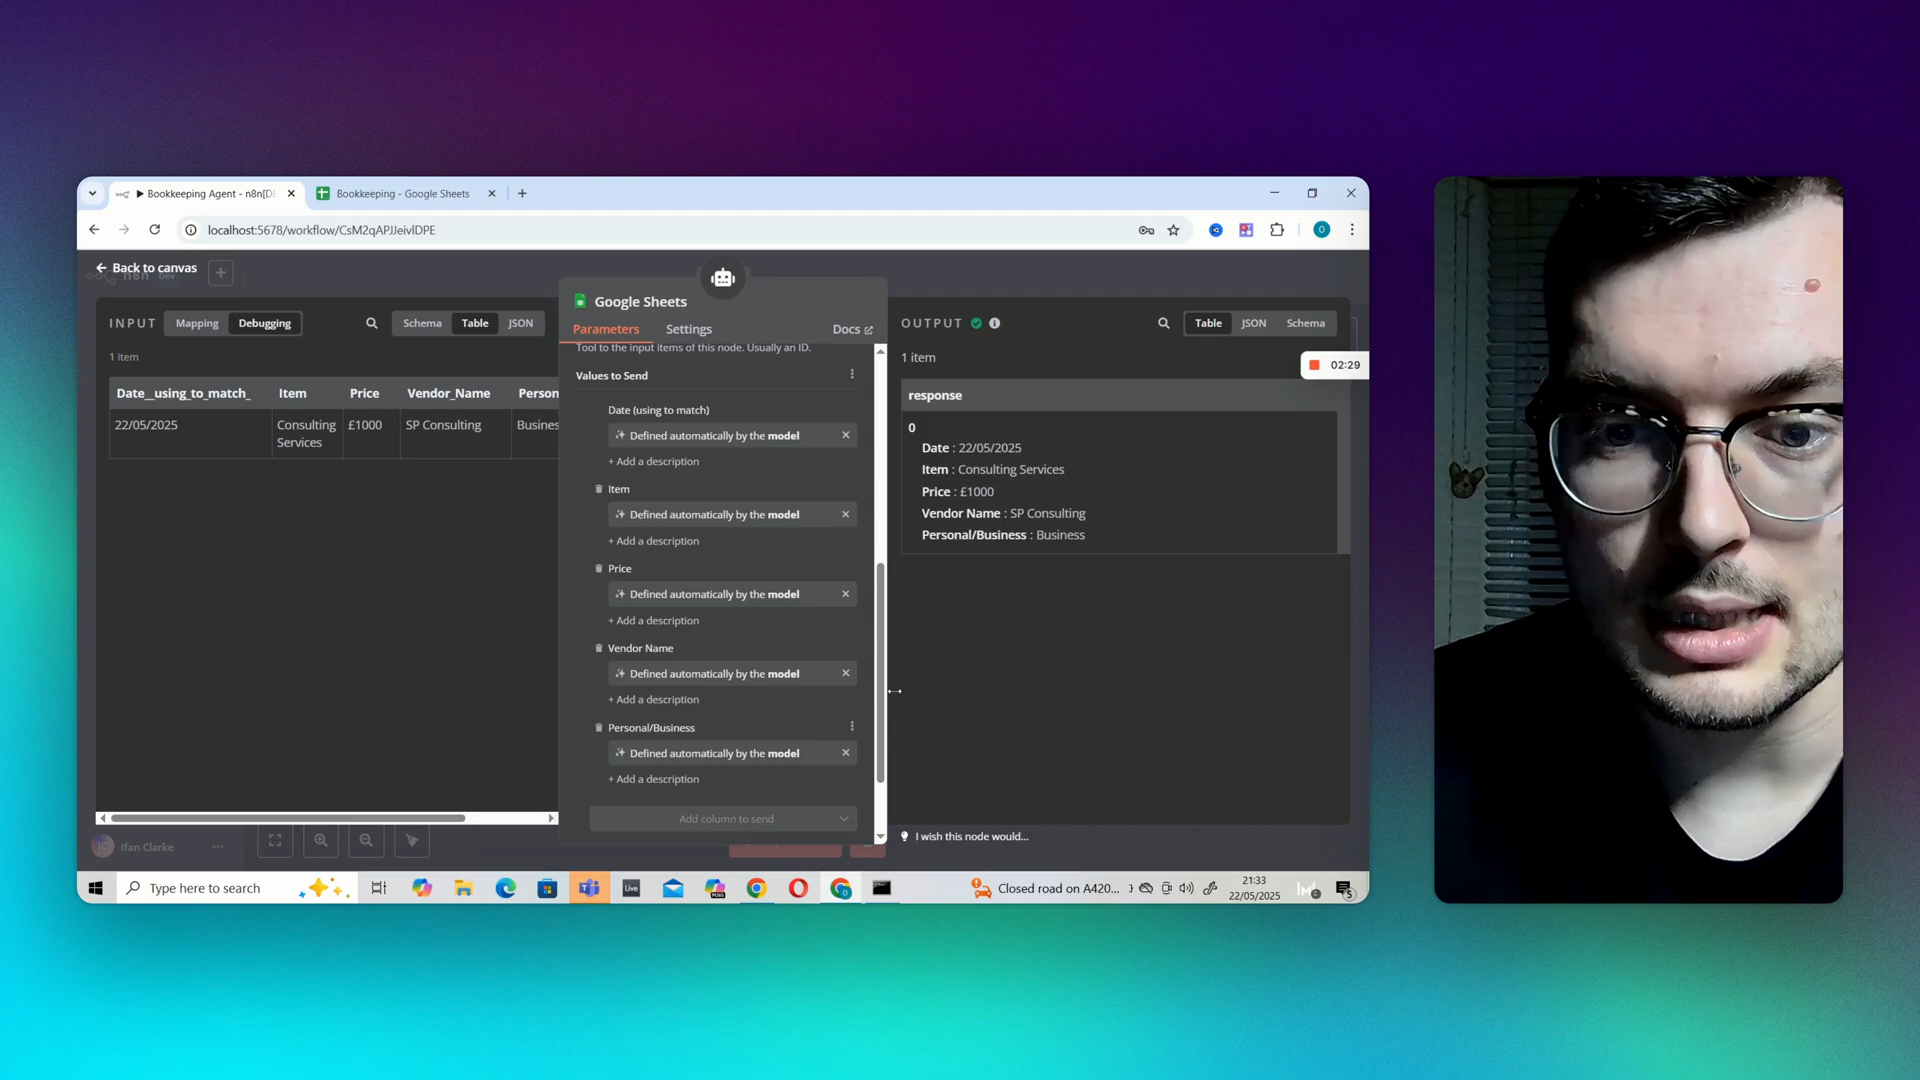 Bookkeeping Agent - n8n[D
Bookkeeping - Google Sheets
localhost:5678/workflow/CsM2qAPJJeivlDPE
Back to canvas
INPUT
Mapping
Debugging
Schema
Table
JSON
1 item
Date__using_to_match_
Item
Price
Vendor_Name
Person
22/05/2025
Consulting
Services
£1000
SP Consulting
Busines
Google Sheets
Parameters
Settings
Docs
Tool to the input items of this node. Usually an ID.
Values to Send
Date (using to match)
Defined automatically by the model
+ Add a description
Item
Defined automatically by the model
+ Add a description
Price
Defined automatically by the model
+ Add a description
Vendor Name
Defined automatically by the model
+ Add a description
Personal/Business
Defined automatically by the model
+ Add a description
Add column to send
OUTPUT
Table
JSON
Schema
1 item
02:29
response
0
Date : 22/05/2025
Item : Consulting Services
Price : £1000
Vendor Name : SP Consulting
Personal/Business : Business
I wish this node would...
IC
Ifan Clarke
Type here to search
Live
Closed road on A420...
21:33
22/05/2025
5